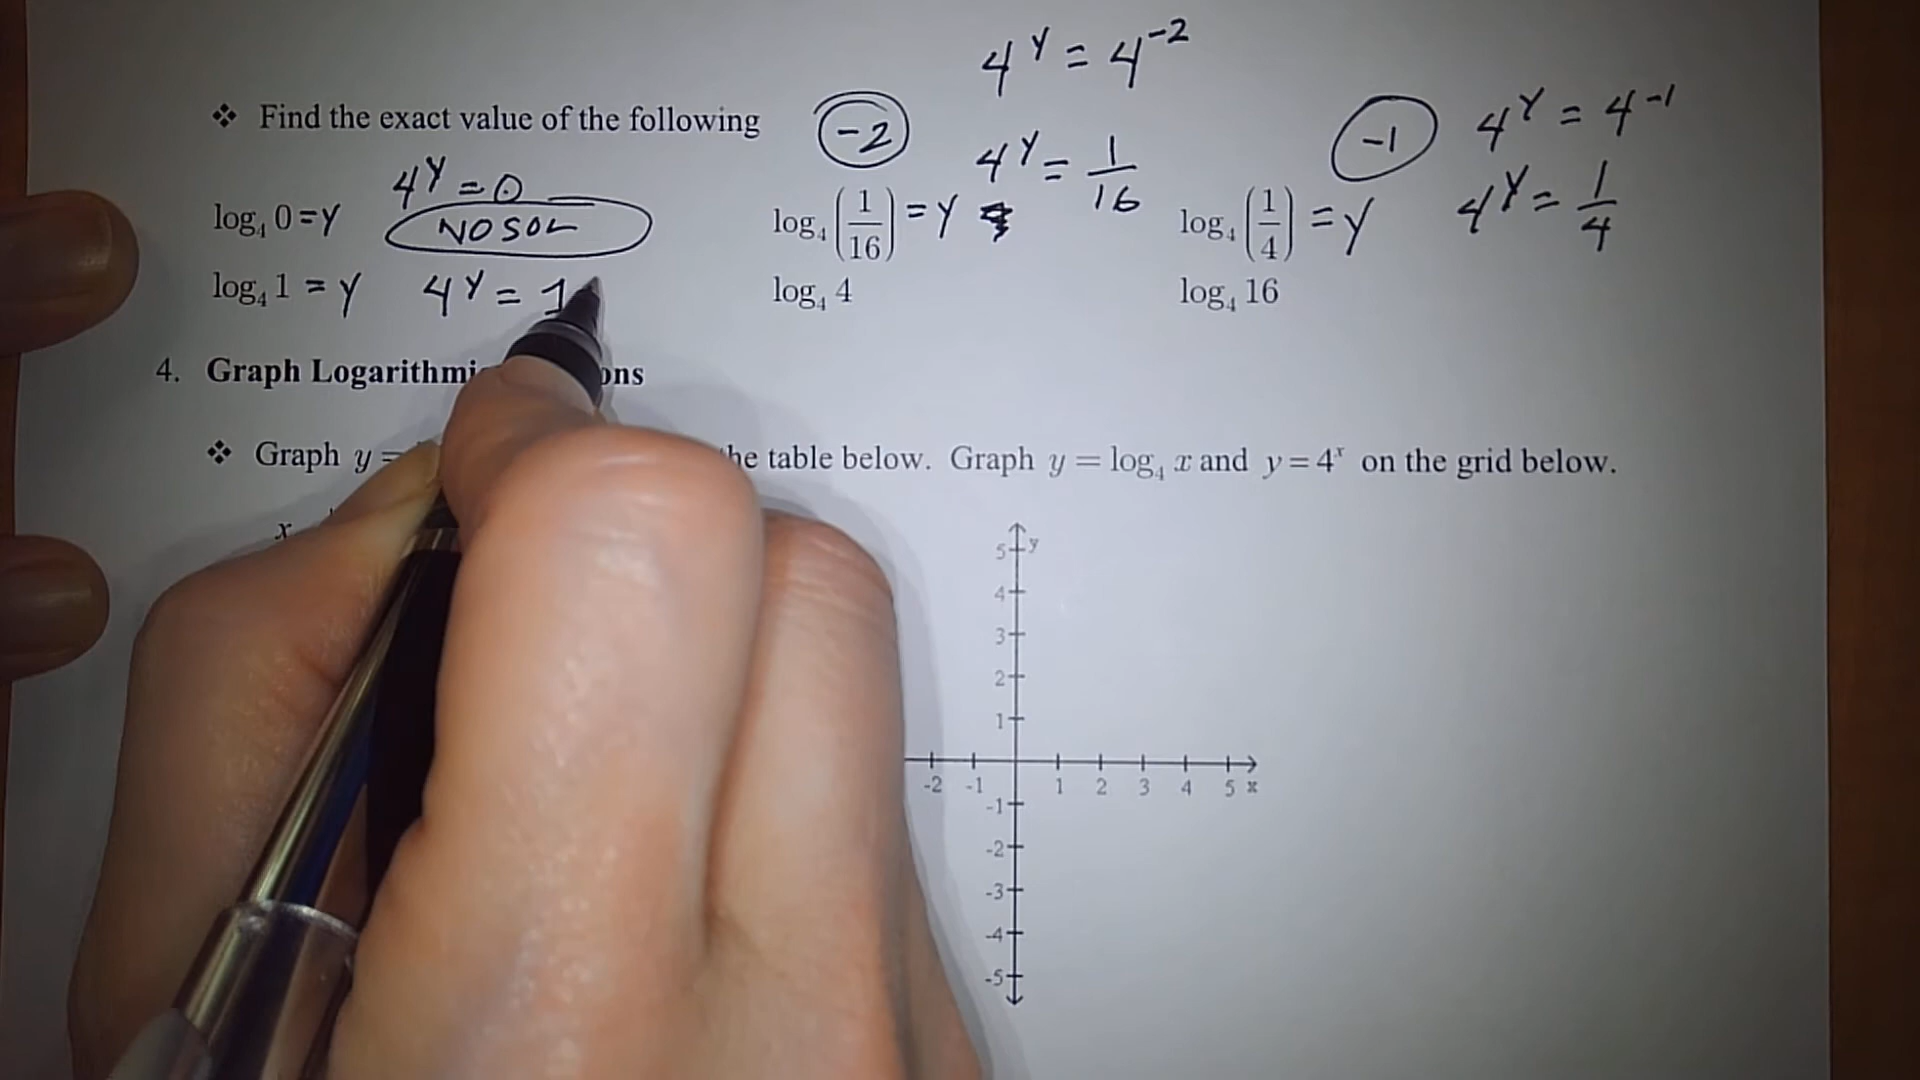 4^Y = 4^-2
❖ Find the exact value of the following
-2
4^Y = 1/16
-1
4^Y = 4^-1
4^Y = 0
log₄ 0 = Y
NO SOL
log₄ (1/16) = Y
log₄ (1/4) = Y
4^Y = 1/4
log₄ 1 = Y 4^Y = 1
log₄ 4
log₄ 16
4. Graph Logarithmi ons
❖ Graph y = he table below. Graph y = log₄ x and y = 4^x on the grid below.
x
y
5
4
3
2
1
-2 -1 1 2 3 4 5 x
-1
-2
-3
-4
-5